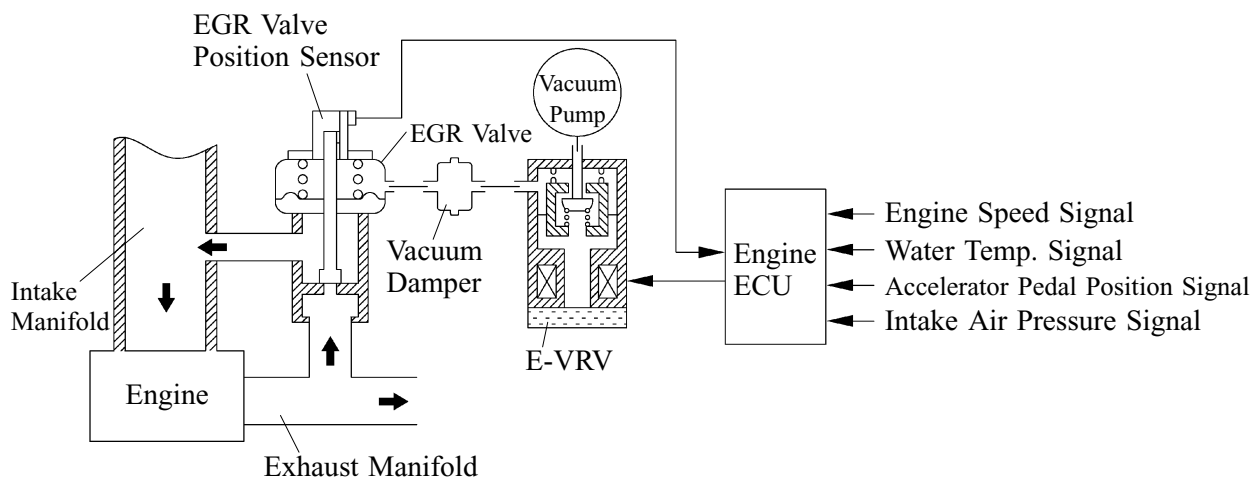 EGR Valve
Position Sensor
EGR Valve
Vacuum
Pump
Vacuum
Damper
Intake
Manifold
Engine
Exhaust Manifold
E-VRV
Engine
ECU
Engine Speed Signal
Water Temp. Signal
Accelerator Pedal Position Signal
Intake Air Pressure Signal